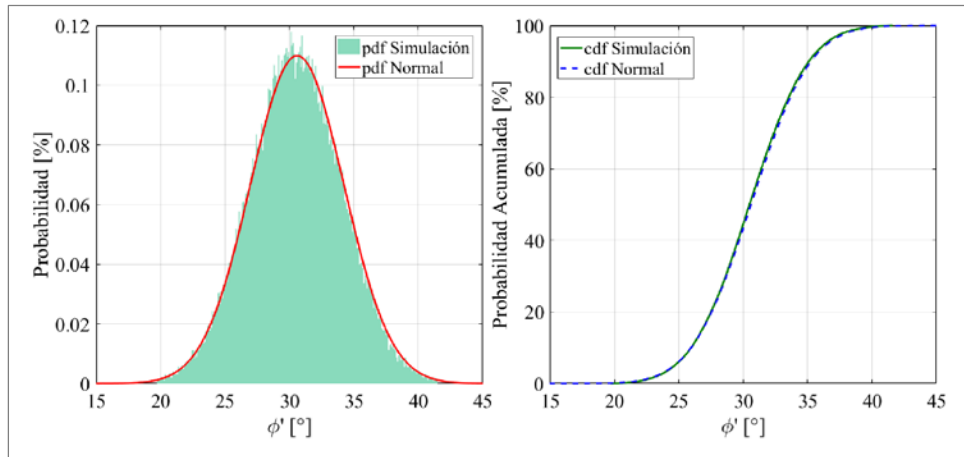 0.12
0.1
0.08
0.06
0.04
0.02
0
Probabilidad [%]
pdf Simulación
pdf Normal
15 20 25 30 35 40 45
ϕ' [°]
100
80
60
40
20
0
Probabilidad Acumulada [%]
cdf Simulación
cdf Normal
15 20 25 30 35 40 45
ϕ' [°]